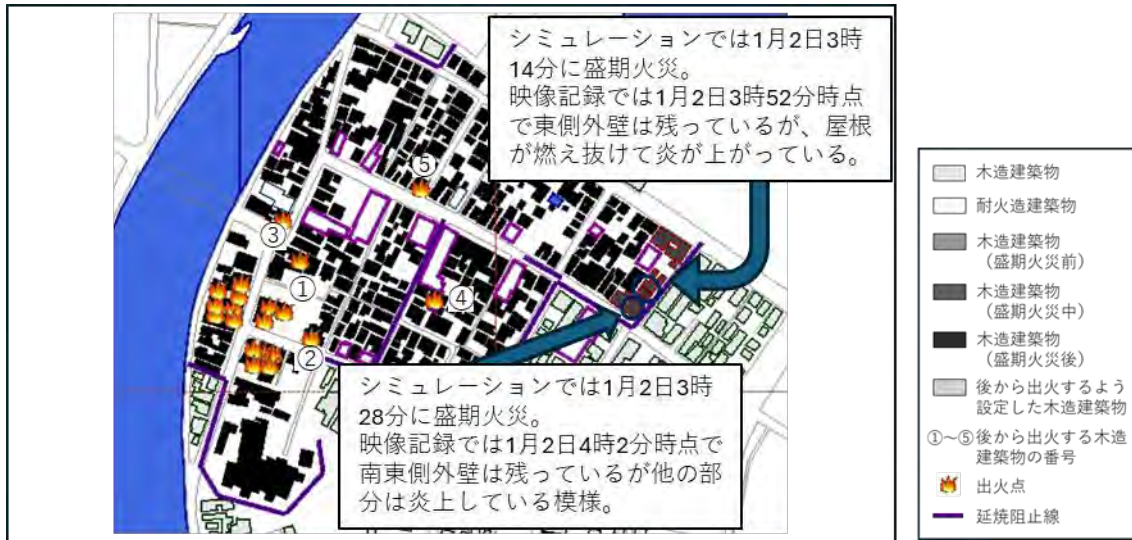 シミュレーションでは1月2日3時
14分に盛期火災。
映像記録では1月2日3時52分時点
で東側外壁は残っているが、屋根
が燃え抜けて炎が上がっている。
⑤
③
①
④
②
シミュレーションでは1月2日3時
28分に盛期火災。
映像記録では1月2日4時2分時点で
南東側外壁は残っているが他の部
分は炎上している模様。
木造建築物
耐火造建築物
木造建築物
(盛期火災前)
木造建築物
(盛期火災中)
木造建築物
(盛期火災後)
後から出火するよう
設定した木造建築物
①～⑤後から出火する木造
建築物の番号
出火点
延焼阻止線